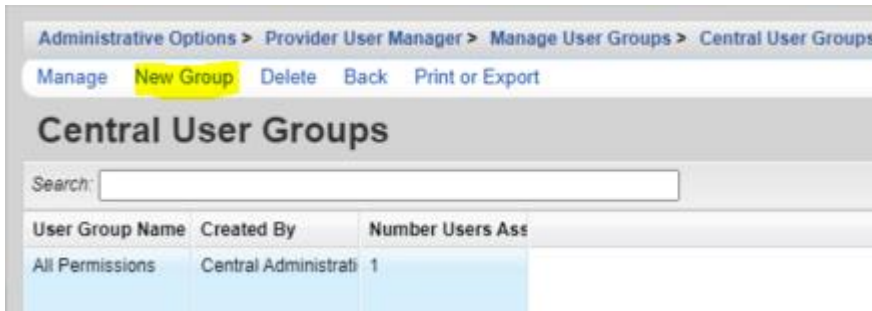 Administrative Options > Provider User Manager > Manage User Groups > Central User Groups
Manage New Group Delete Back Print or Export
Central User Groups
Search:
User Group Name Created By Number Users Ass
All Permissions Central Administrati 1